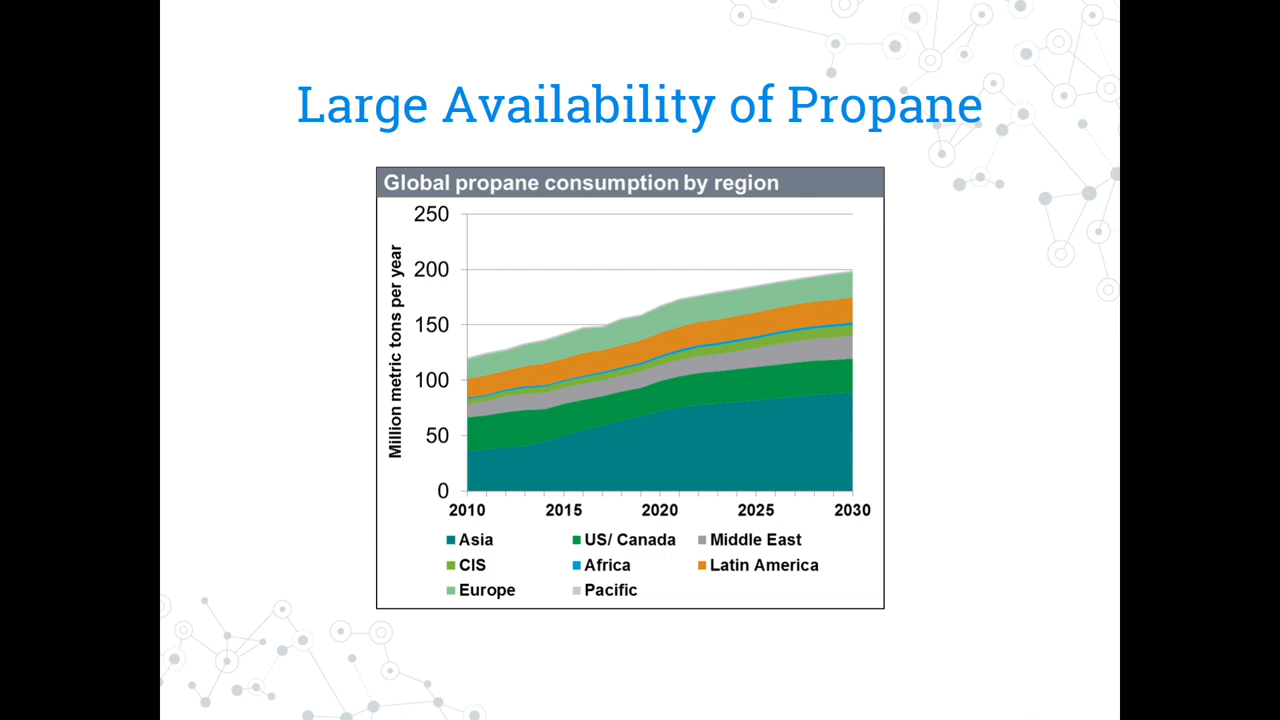 Large Availability of Propane
Global propane consumption by region
Million metric tons per year
250
200
150
100
50
0
2010 2015 2020 2025 2030
Asia US/ Canada Middle East
CIS Africa Latin America
Europe Pacific